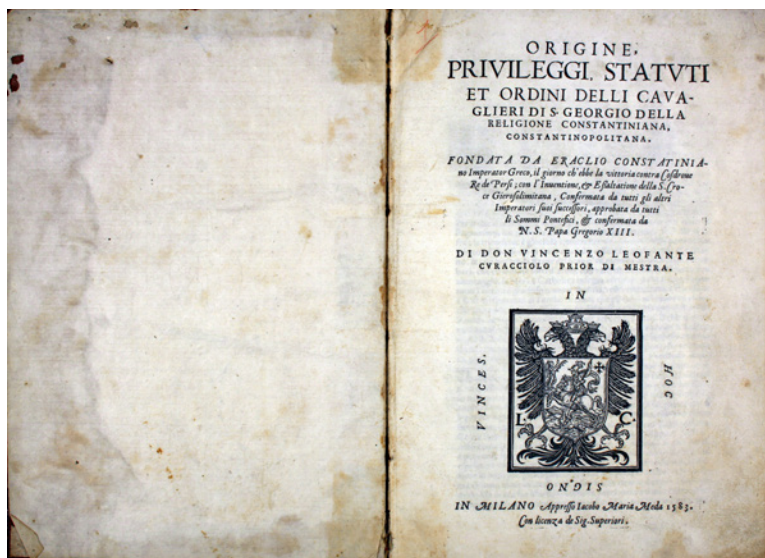 ORIGINE,
PRIVILEGGI, STATVTI
ET ORDINI DELLI CAVA-
GLIERI DI S. GEORGIO DELLA
RELIGIONE CONSTANTINIANA,
CONSTANTINOPOLITANA.
FONDATA DA ERACLIO CONSTATINIA-
no Imperator Greco, il giorno ch' ebbe la vittoria contra Cosdroue
Re de' Persi; con l' Inuentione, & Essaltatione della S. Cro-
ce Gierosolimitana, Confermata da tutti gli altri
Imperatori suoi successori, approbata da tutti
li Sommi Pontefici, & confermata da
N. S. Papa Gregorio XIII.
DI DON VINCENZO LEOFANTE
CVRACCIOLO PRIOR DI MESTRA.
IN
HOC
VINCES.
L. C.
ONDIS
IN MILANO Appresso Iacobo Maria Meda 1583.
Con licenza de Sig. Superiori.